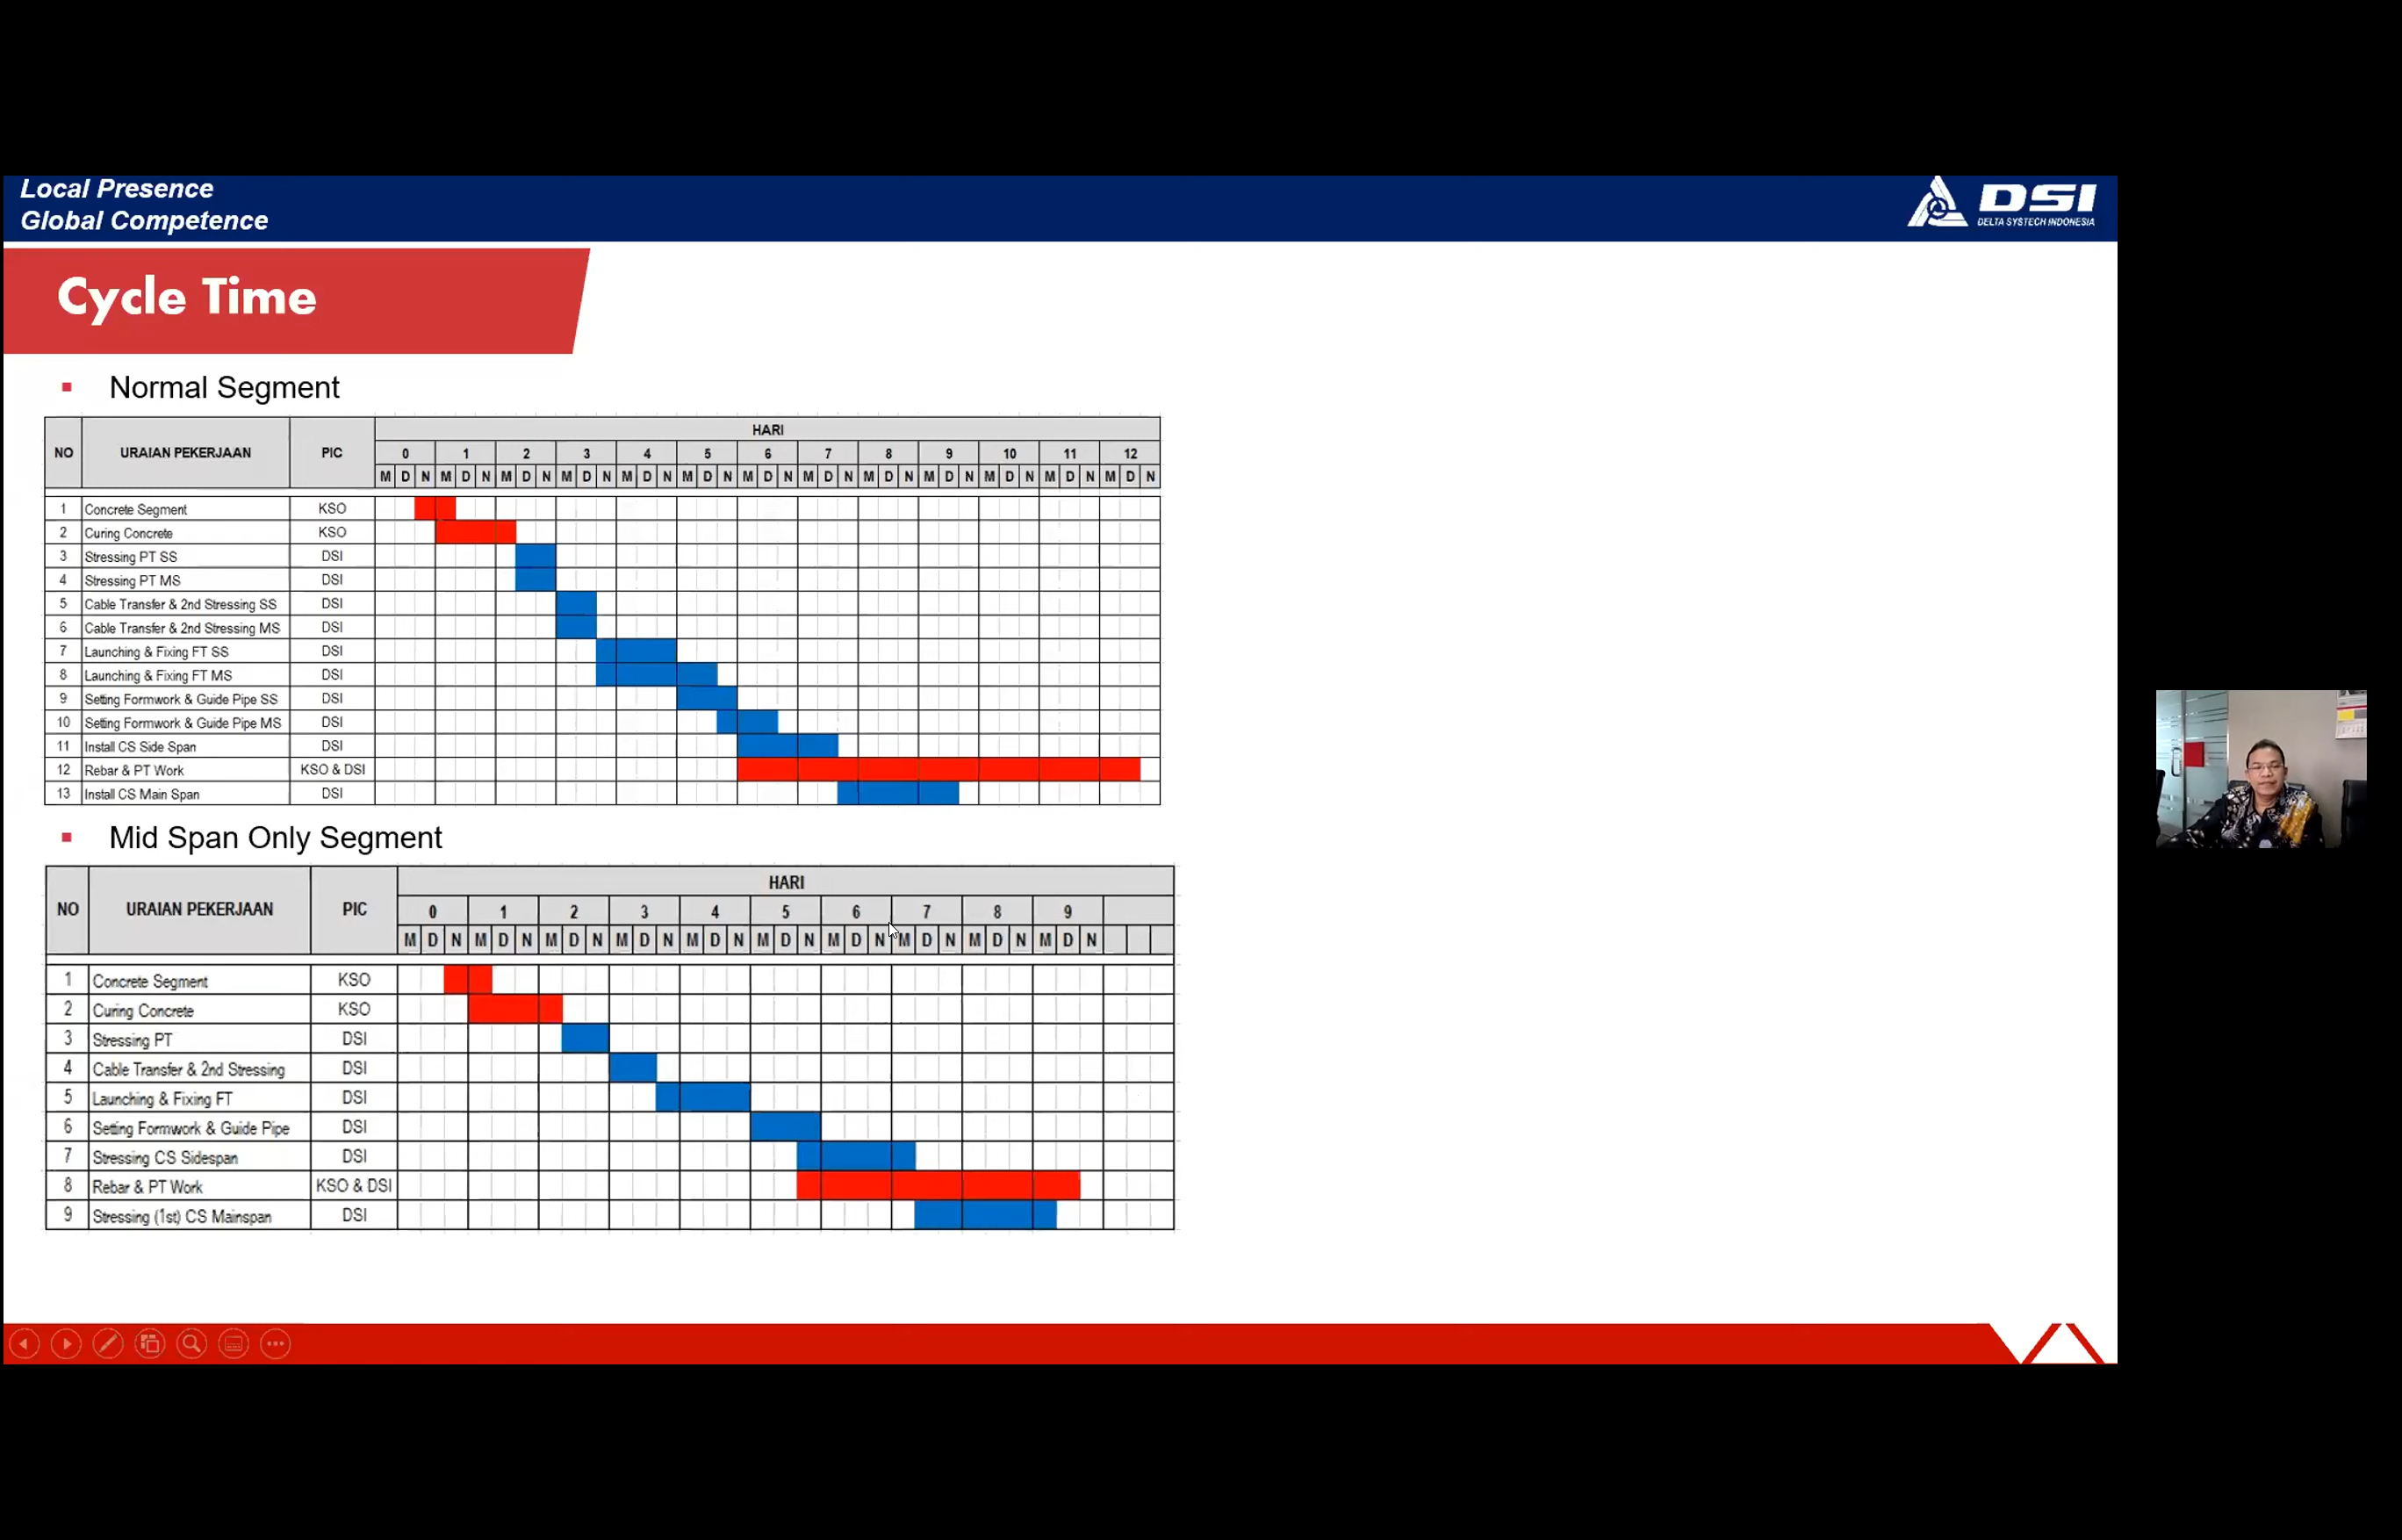 Local Presence
Global Competence
DSI
DELTA SYSTECH INDONESIA
Cycle Time
▪ Normal Segment
NO URAIAN PEKERJAAN PIC HARI
0 1 2 3 4 5 6 7 8 9 10 11 12
M D N M D N M D N M D N M D N M D N M D N M D N M D N M D N M D N M D N M D N
1 Concrete Segment KSO
2 Curing Concrete KSO
3 Stressing PT SS DSI
4 Stressing PT MS DSI
5 Cable Transfer & 2nd Stressing SS DSI
6 Cable Transfer & 2nd Stressing MS DSI
7 Launching & Fixing FT SS DSI
8 Launching & Fixing FT MS DSI
9 Setting Formwork & Guide Pipe SS DSI
10 Setting Formwork & Guide Pipe MS DSI
11 Install CS Side Span DSI
12 Rebar & PT Work KSO & DSI
13 Install CS Main Span DSI
▪ Mid Span Only Segment
NO URAIAN PEKERJAAN PIC HARI
0 1 2 3 4 5 6 7 8 9
M D N M D N M D N M D N M D N M D N M D N M D N M D N M D N
1 Concrete Segment KSO
2 Curing Concrete KSO
3 Stressing PT DSI
4 Cable Transfer & 2nd Stressing DSI
5 Launching & Fixing FT DSI
6 Setting Formwork & Guide Pipe DSI
7 Stressing CS Sidespan DSI
8 Rebar & PT Work KSO & DSI
9 Stressing (1st) CS Mainspan DSI